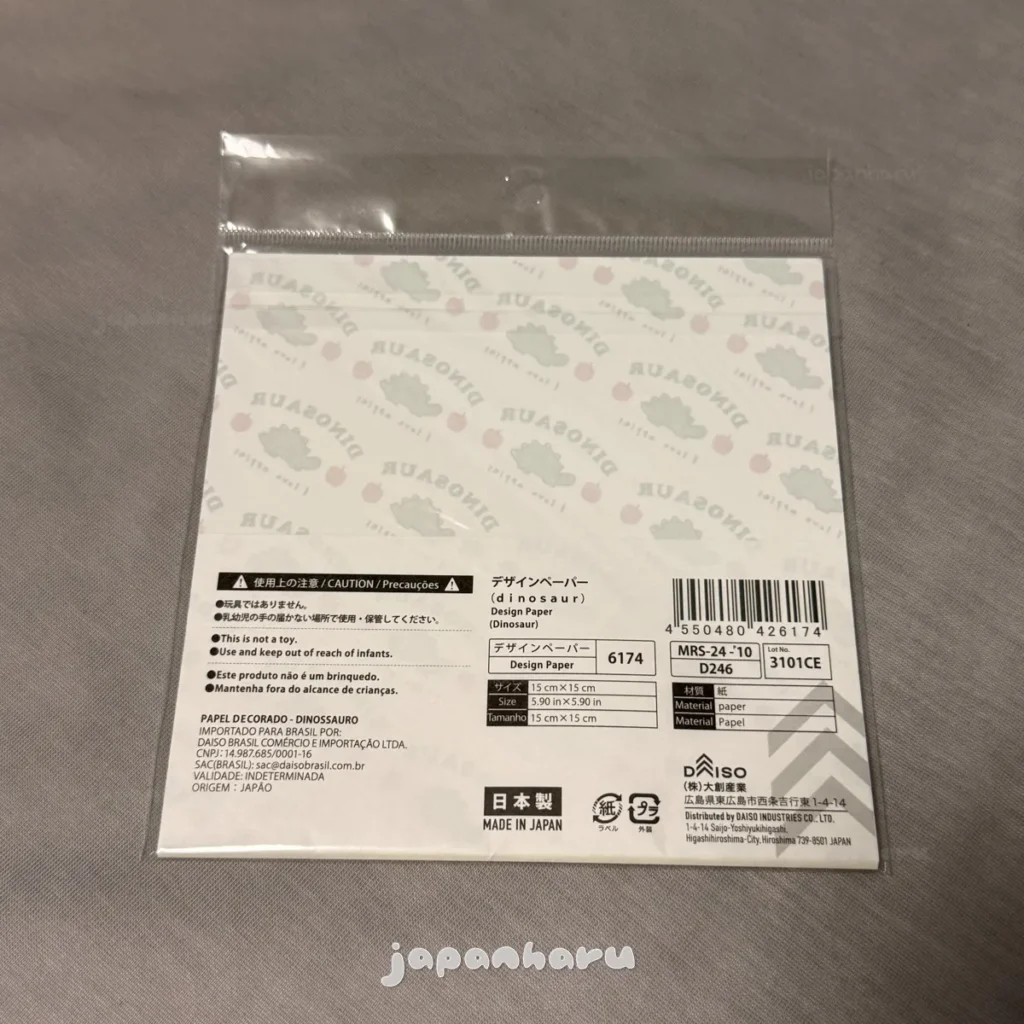 DINOSAUR
I love apples
⚠ 使用上の注意 / CAUTION / Precauções ⚠
●玩具ではありません。
●乳幼児の手の届かない場所で使用・保管してください。
●This is not a toy.
●Use and keep out of reach of infants.
●Este produto não é um brinquedo.
●Mantenha fora do alcance de crianças.
PAPEL DECORADO - DINOSSAURO
IMPORTADO PARA BRASIL POR:
DAISO BRASIL COMÉRCIO E IMPORTAÇÃO LTDA.
CNPJ: 14.987.685/0001-16
SAC(BRASIL): sac@daisobrasil.com.br
VALIDADE: INDETERMINADA
ORIGEM : JAPÃO
デザインペーパー
(dinosaur)
Design Paper
(Dinosaur)
デザインペーパー
Design Paper
6174
サイズ 15 cm×15 cm
Size 5.90 in×5.90 in
Tamanho 15 cm×15 cm
日本製
MADE IN JAPAN
紙
ラベル
プラ
外装
4 550480 426174
MRS-24 -'10
D246
Lot No.
3101CE
材質 紙
Material paper
Material Papel
DAISO
(株)大創産業
広島県東広島市西条吉行東 1-4-14
Distributed by DAISO INDUSTRIES CO., LTD.
1-4-14 Saijo-Yoshiyukihigashi,
Higashihiroshima-City, Hiroshima 739-8501 JAPAN
japanharu